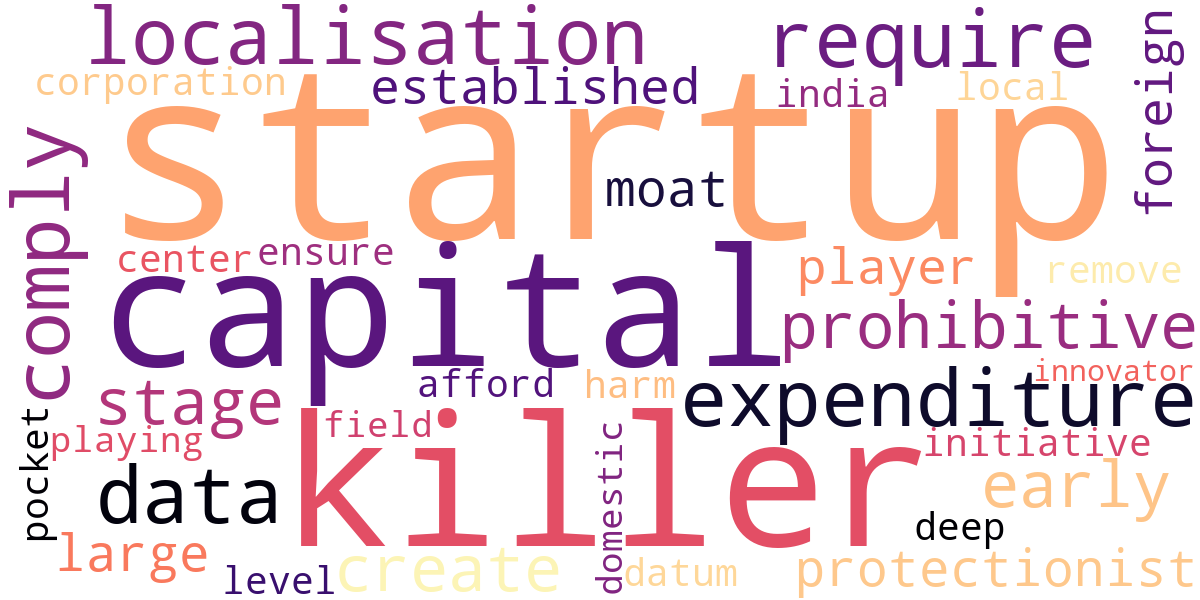 localisation
require
foreign
corporation
established
india
local
startup
comply
moat
center
ensure
capital
player
remove
prohibitive
innovator
stage
afford
harm
expenditure
pocket
playing
field
killer
domestic
initiative
data
early
deep
large
level
create
datum
protectionist